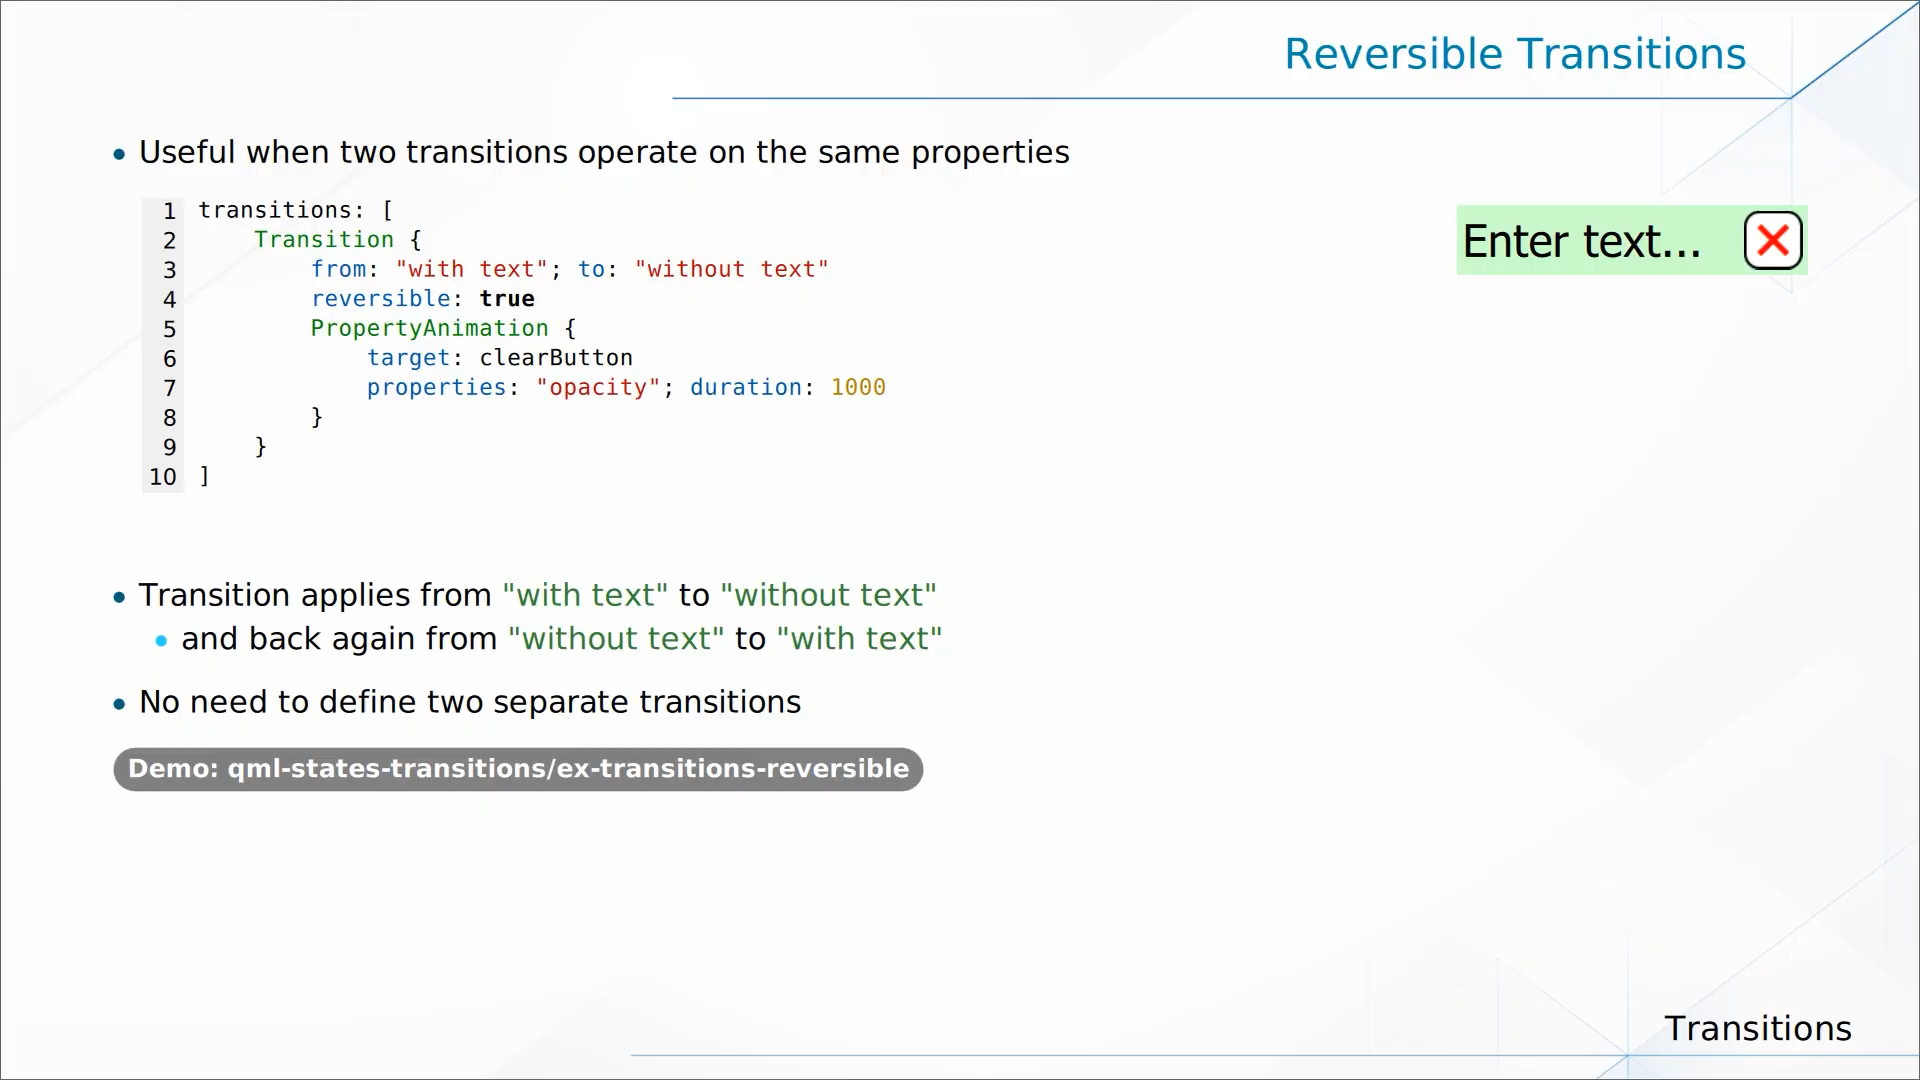 Reversible Transitions
Useful when two transitions operate on the same properties
1 transitions: [
2     Transition {
3         from: "with text"; to: "without text"
4         reversible: true
5         PropertyAnimation {
6             target: clearButton
7             properties: "opacity"; duration: 1000
8         }
9     }
10 ]
Enter text...
Transition applies from "with text" to "without text"
and back again from "without text" to "with text"
No need to define two separate transitions
Demo: qml-states-transitions/ex-transitions-reversible
Transitions